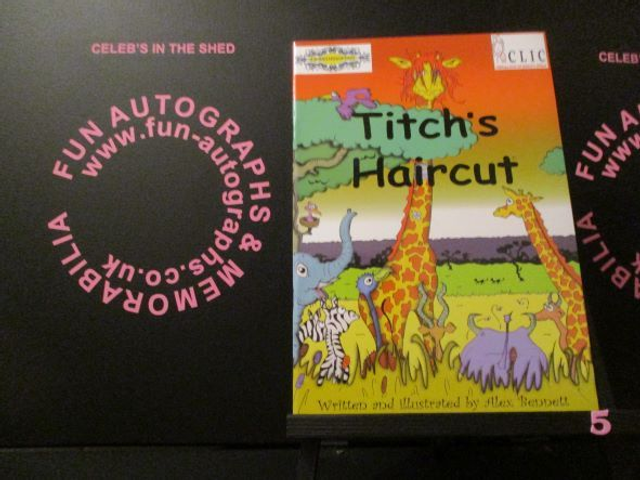 CELEB'S IN THE SHED
FUN AUTOGRAPHS & MEMORABILIA
www.fun-autographs.co.uk
CLIC
Titch's
Haircut
Written and illustrated by Alex Bennett
5
CELEB'
FUN A
BILIA